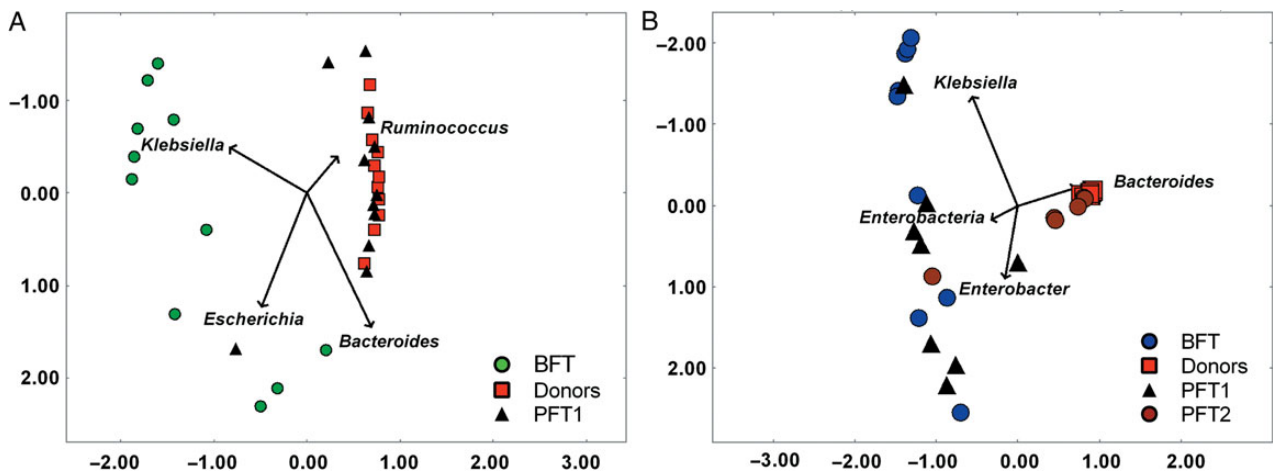 A
−1.00
0.00
1.00
2.00
−2.00 −1.00 0.00 1.00 2.00 3.00
Klebsiella
Ruminococcus
Escherichia
Bacteroides
BFT
Donors
PFT1
B
−2.00
−1.00
0.00
1.00
2.00
−3.00 −2.00 −1.00 0.00 1.00 2.00
Klebsiella
Bacteroides
Enterobacteria
Enterobacter
BFT
Donors
PFT1
PFT2